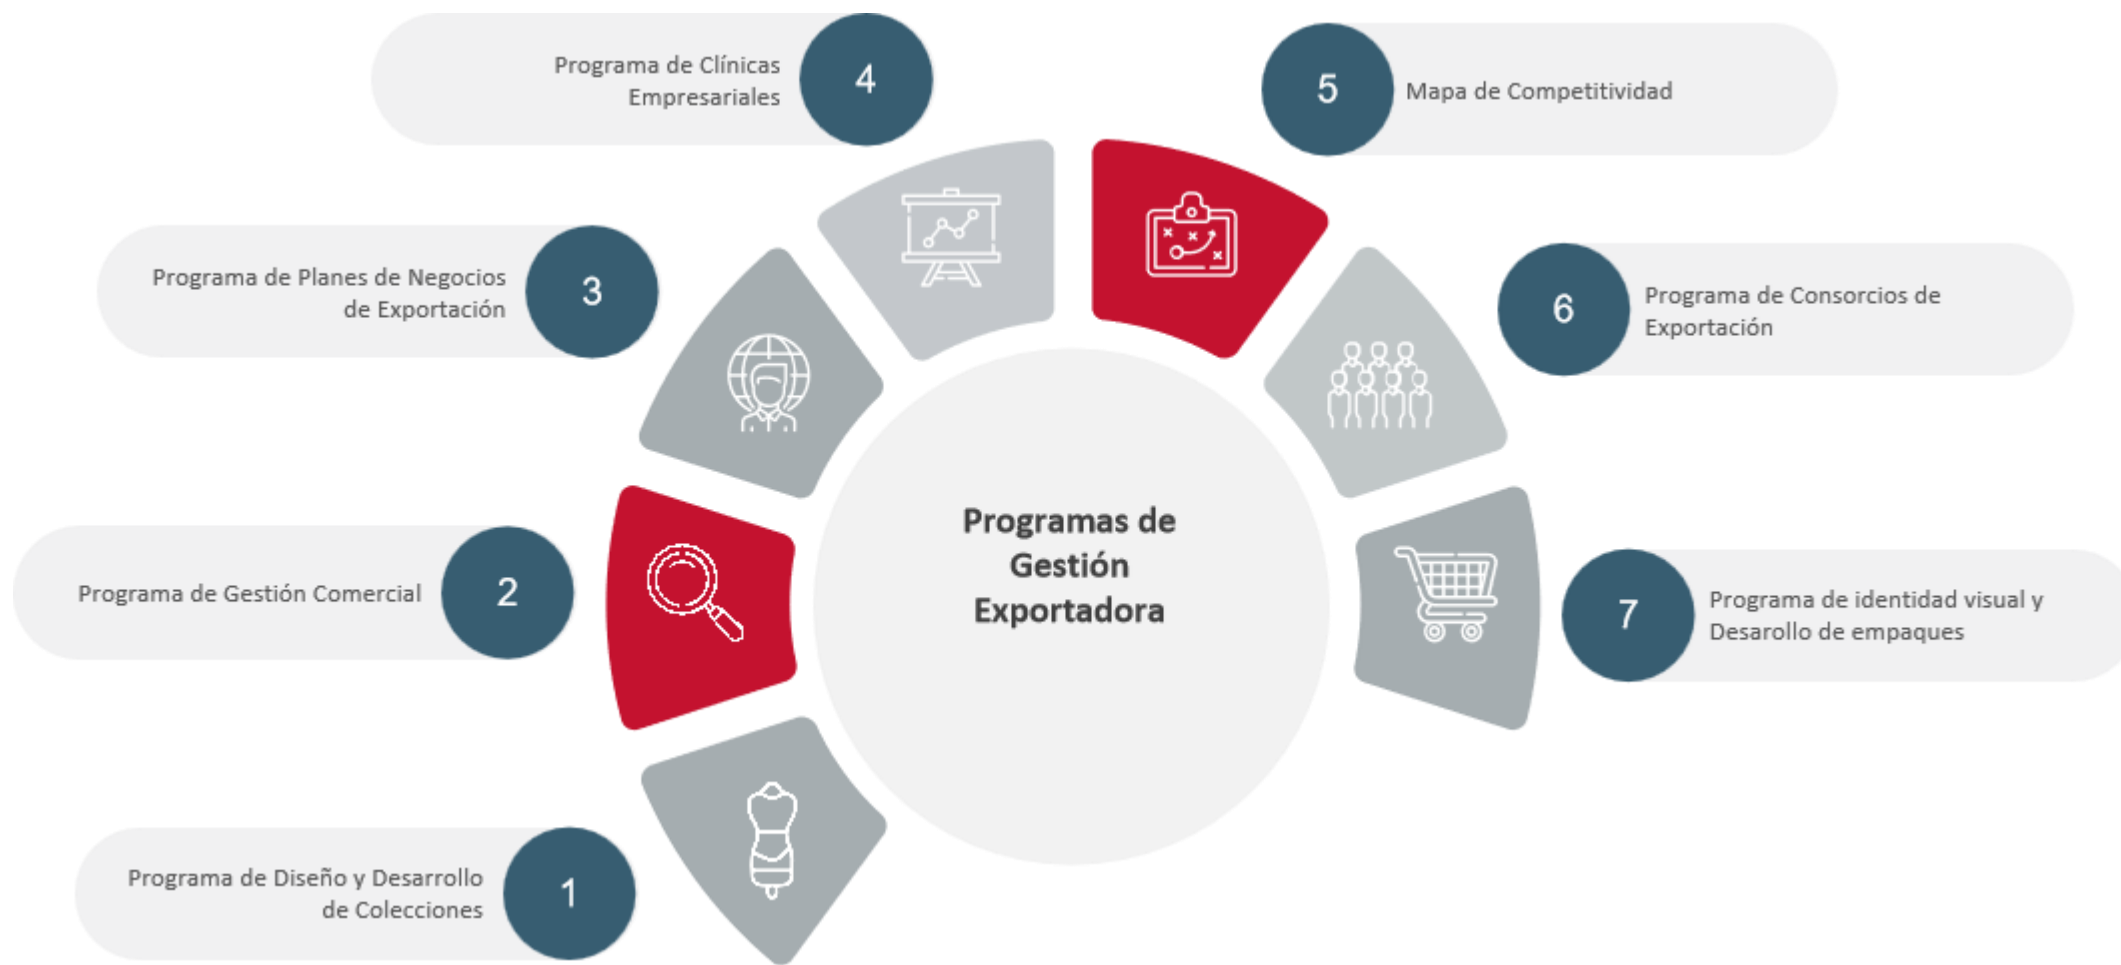 Programa de Clínicas
Empresariales
4
5
Mapa de Competitividad
Programa de Planes de Negocios
de Exportación
3
6
Programa de Consorcios de
Exportación
Programas de
Gestión
Exportadora
Programa de Gestión Comercial
2
7
Programa de identidad visual y
Desarollo de empaques
Programa de Diseño y Desarrollo
de Colecciones
1